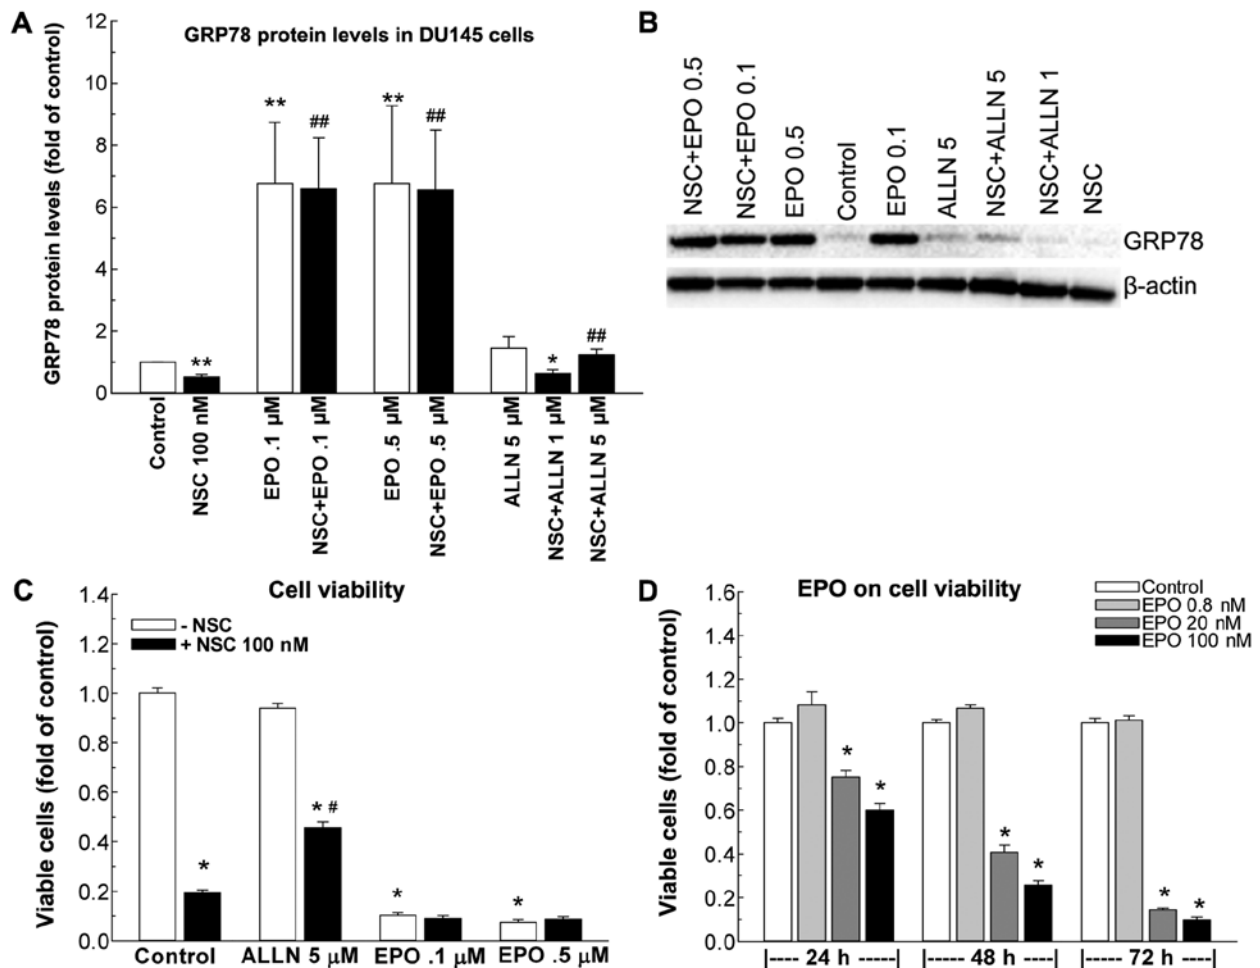 A
GRP78 protein levels in DU145 cells
GRP78 protein levels (fold of control)
12
10
8
6
4
2
0
**
**
##
**
##
*
##
Control
NSC 100 nM
EPO .1 µM
NSC+EPO .1 µM
EPO .5 µM
NSC+EPO .5 µM
ALLN 5 µM
NSC+ALLN 1 µM
NSC+ALLN 5 µM
B
NSC+EPO 0.5
NSC+EPO 0.1
EPO 0.5
Control
EPO 0.1
ALLN 5
NSC+ALLN 5
NSC+ALLN 1
NSC
GRP78
β-actin
C
Cell viability
Viable cells (fold of control)
1.4
1.2
1.0
0.8
0.6
0.4
0.2
0.0
- NSC
+ NSC 100 nM
*
* #
*
*
Control
ALLN 5 µM
EPO .1 µM
EPO .5 µM
D
EPO on cell viability
Viable cells (fold of control)
1.6
1.4
1.2
1.0
0.8
0.6
0.4
0.2
0.0
Control
EPO 0.8 nM
EPO 20 nM
EPO 100 nM
*
*
*
*
*
*
|---- 24 h -----|
|----- 48 h -----|
|----- 72 h ----|